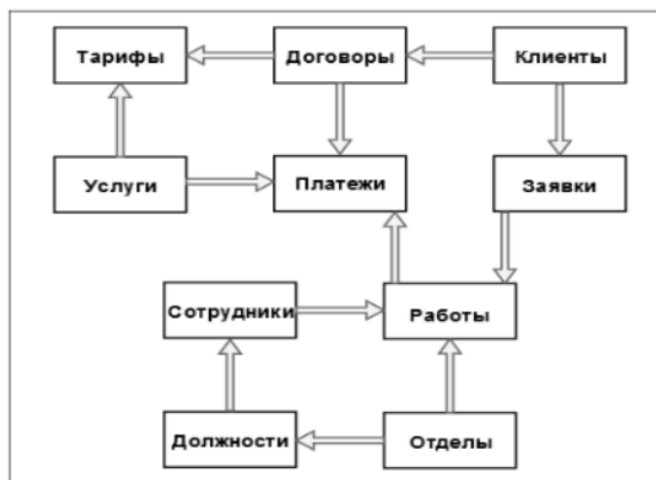 Тарифы
Договоры
Клиенты
Услуги
Платежи
Заявки
Сотрудники
Работы
Должности
Отделы